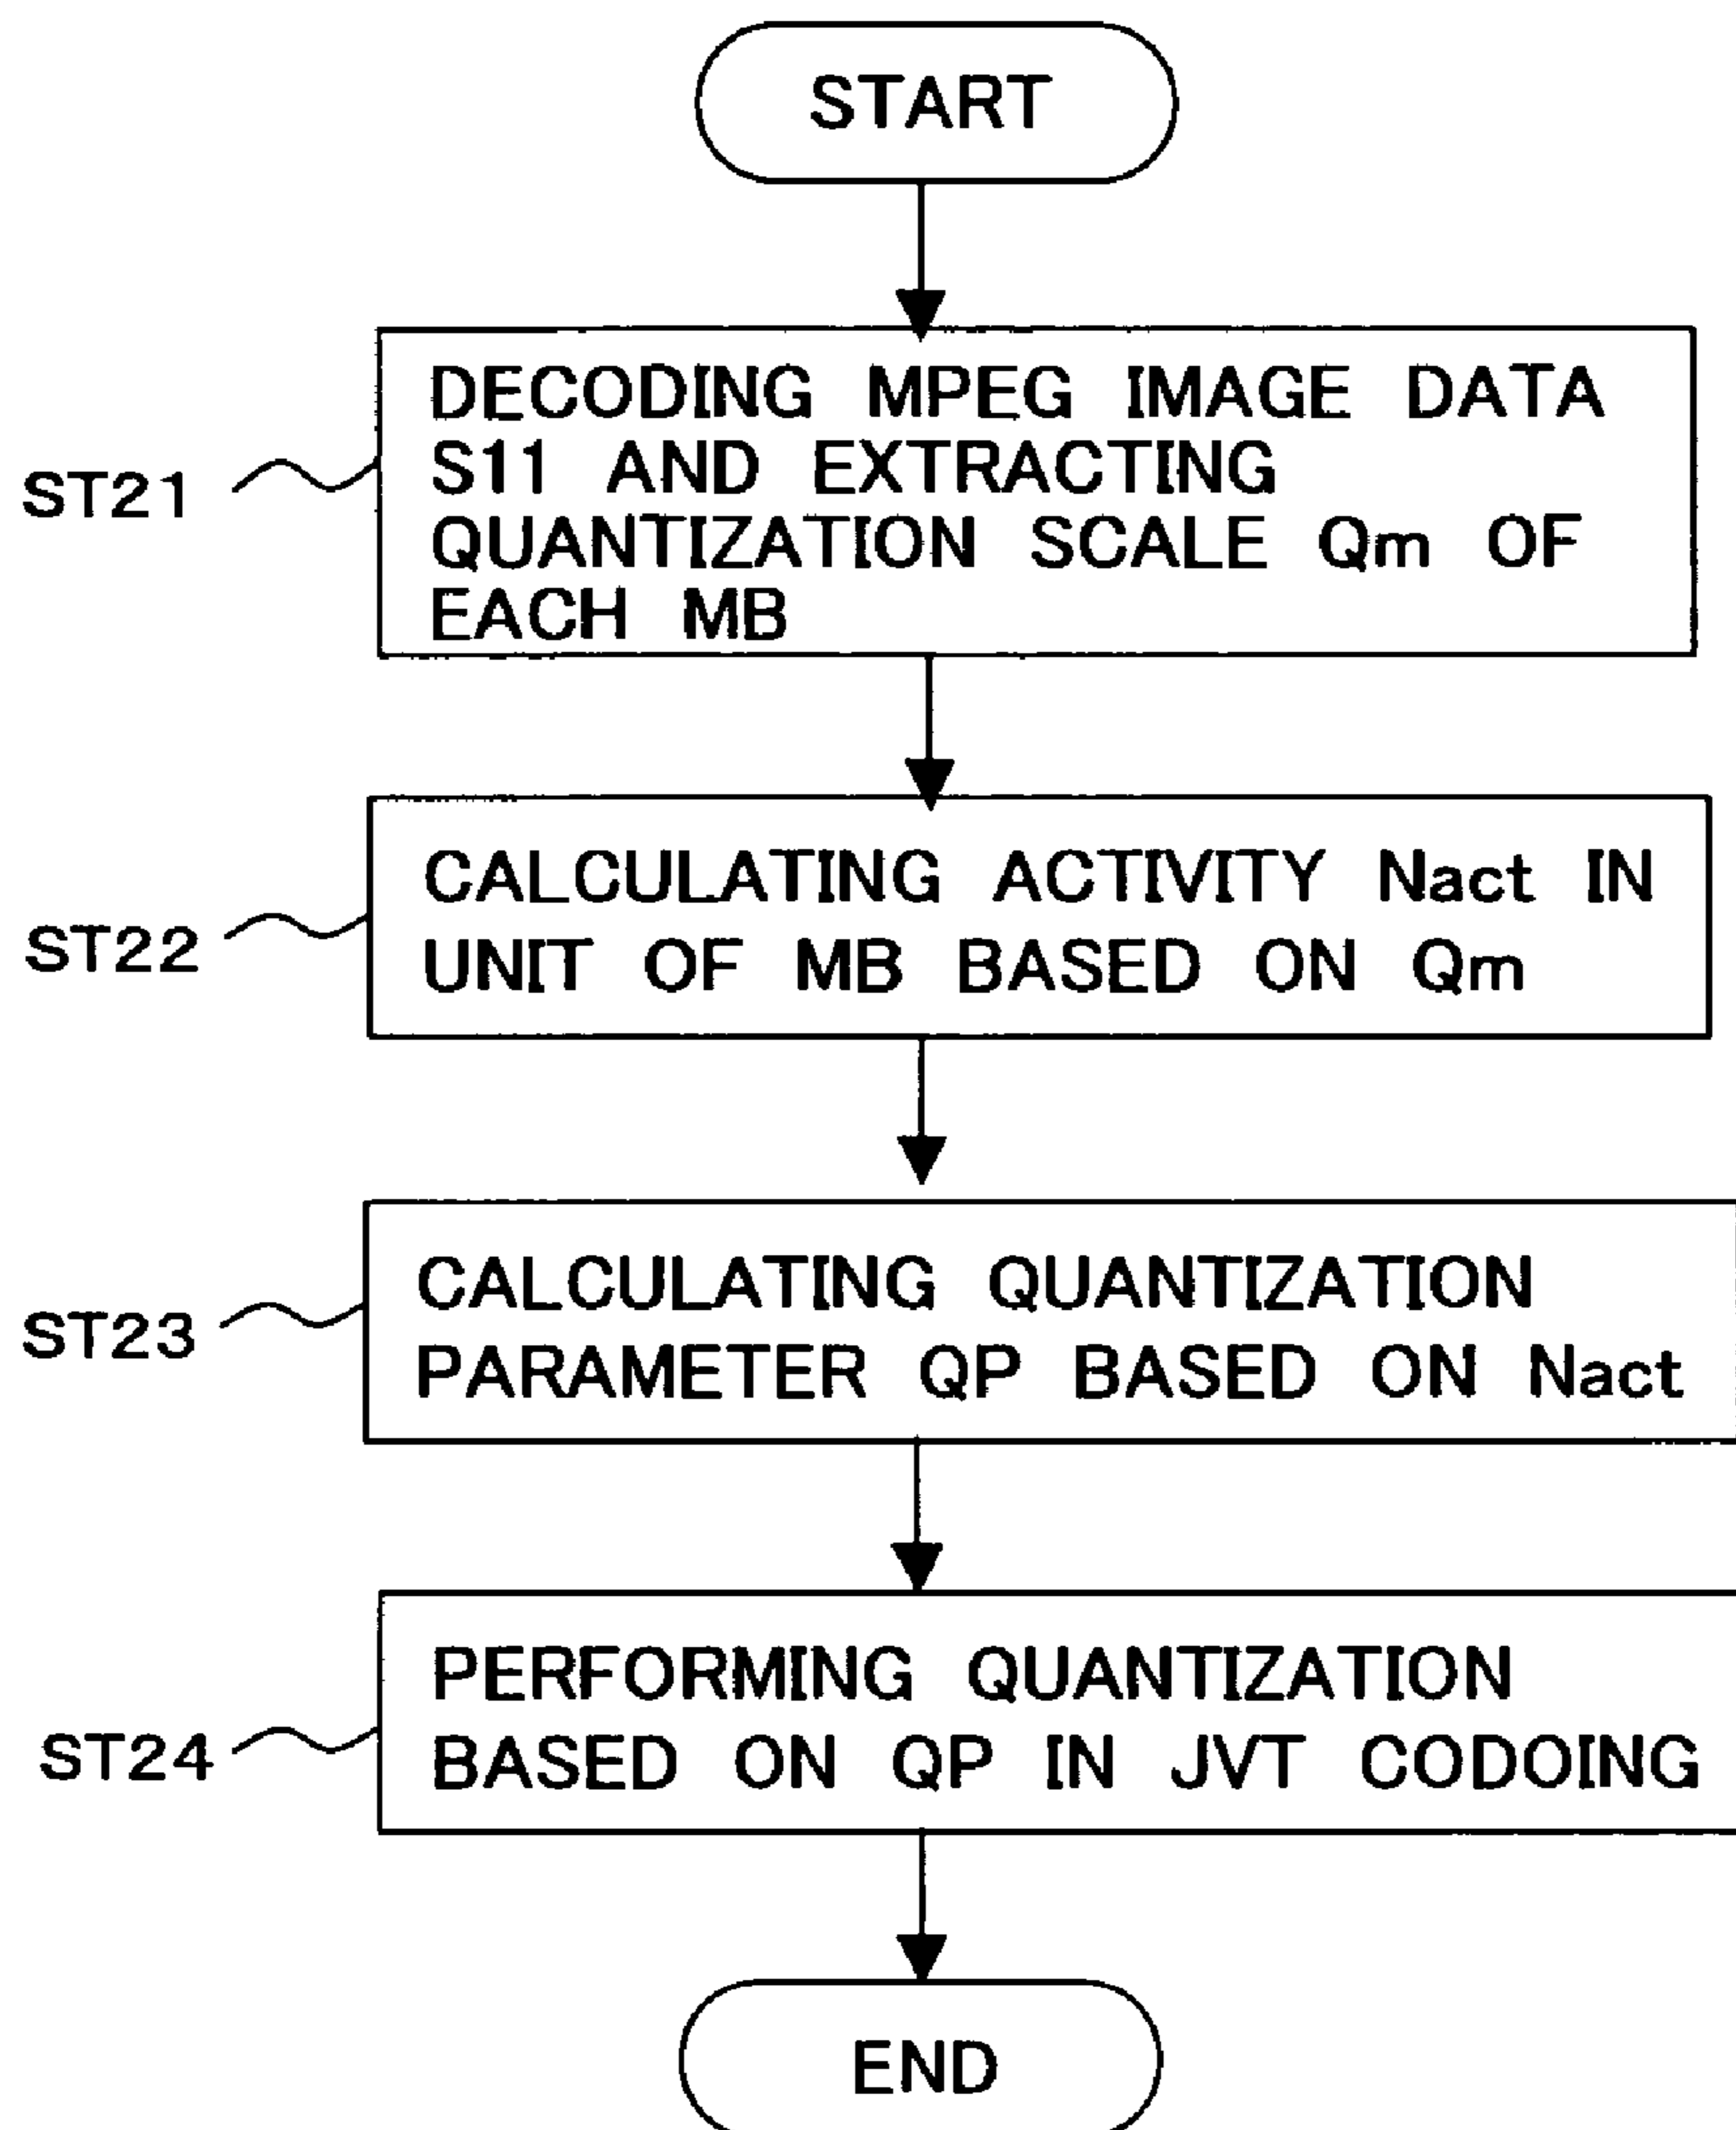 START
DECODING MPEG IMAGE DATA
S11 AND EXTRACTING
QUANTIZATION SCALE Qm OF
EACH MB
ST21
CALCULATING ACTIVITY Nact IN
UNIT OF MB BASED ON Qm
ST22
CALCULATING QUANTIZATION
PARAMETER QP BASED ON Nact
ST23
PERFORMING QUANTIZATION
BASED ON QP IN JVT CODOING
ST24
END